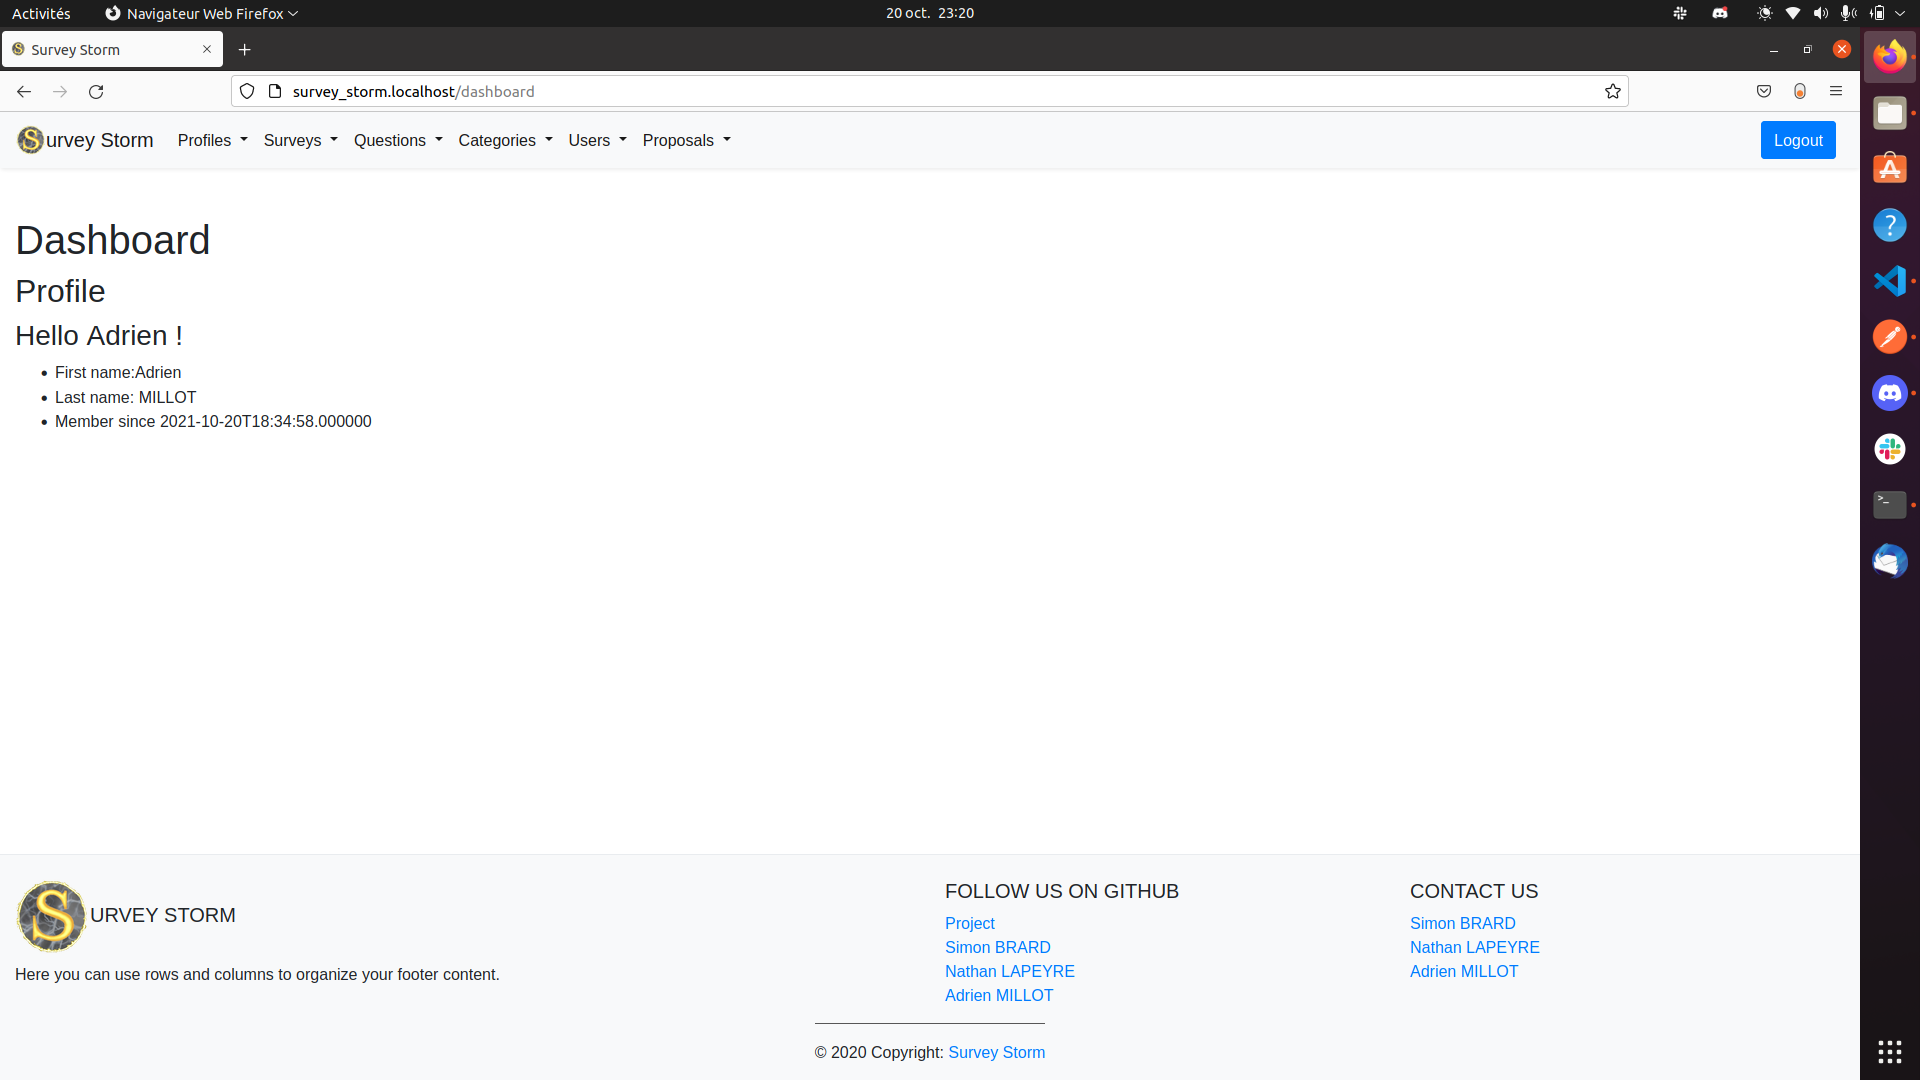 Activités Navigateur Web Firefox 20 oct. 23:20
Survey Storm
survey_storm.localhost/dashboard
Survey Storm Profiles Surveys Questions Categories Users Proposals Logout
Dashboard
Profile
Hello Adrien !
First name:Adrien
Last name: MILLOT
Member since 2021-10-20T18:34:58.000000
SURVEY STORM
Here you can use rows and columns to organize your footer content.
FOLLOW US ON GITHUB
Project
Simon BRARD
Nathan LAPEYRE
Adrien MILLOT
CONTACT US
Simon BRARD
Nathan LAPEYRE
Adrien MILLOT
© 2020 Copyright: Survey Storm